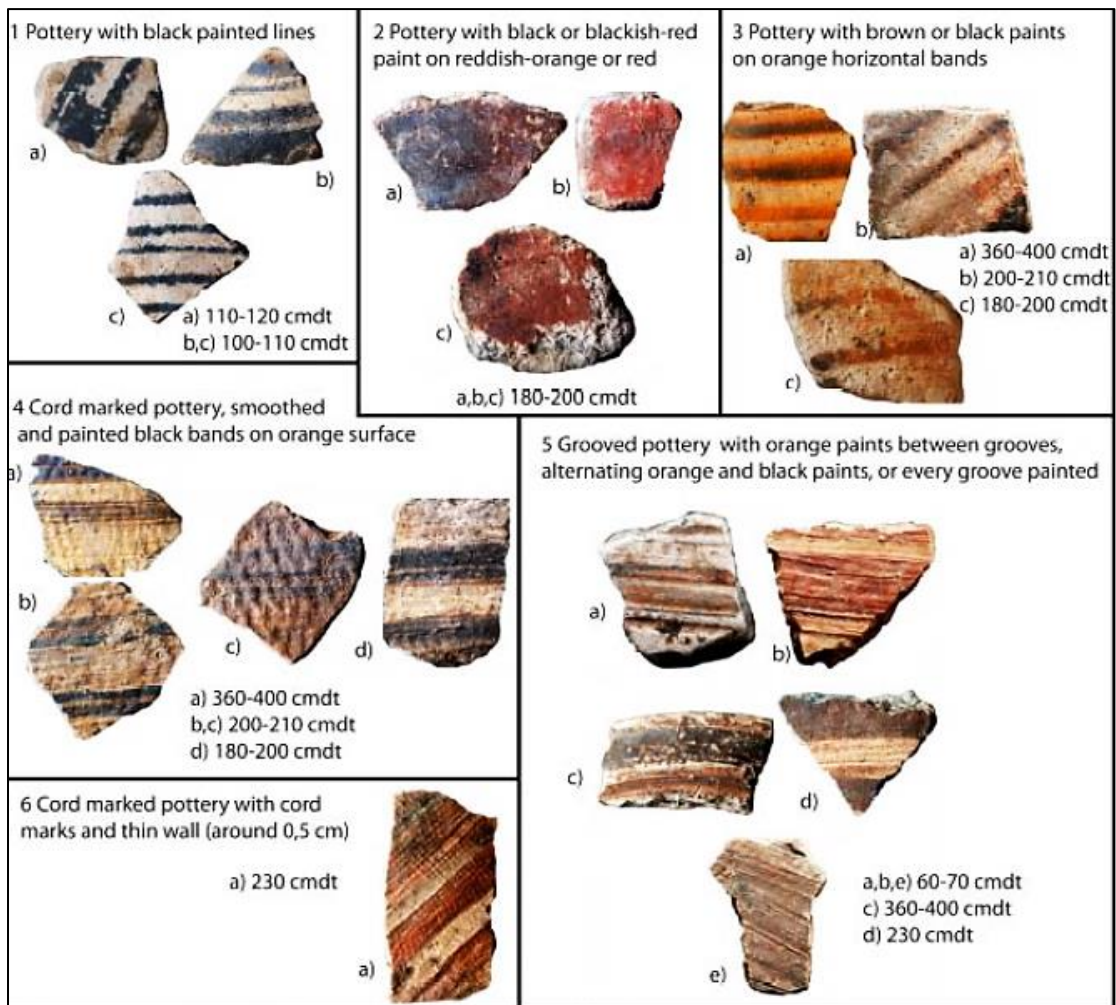 1 Pottery with black painted lines
a)
b)
c)
a) 110-120 cmdt
b,c) 100-110 cmdt
2 Pottery with black or blackish-red
paint on reddish-orange or red
a)
b)
c)
a,b,c) 180-200 cmdt
3 Pottery with brown or black paints
on orange horizontal bands
a)
b)
a) 360-400 cmdt
b) 200-210 cmdt
c) 180-200 cmdt
c)
4 Cord marked pottery, smoothed
and painted black bands on orange surface
a)
b)
c)
d)
a) 360-400 cmdt
b,c) 200-210 cmdt
d) 180-200 cmdt
5 Grooved pottery with orange paints between grooves,
alternating orange and black paints, or every groove painted
a)
b)
c)
d)
a,b,e) 60-70 cmdt
c) 360-400 cmdt
d) 230 cmdt
e)
6 Cord marked pottery with cord
marks and thin wall (around 0,5 cm)
a) 230 cmdt
a)